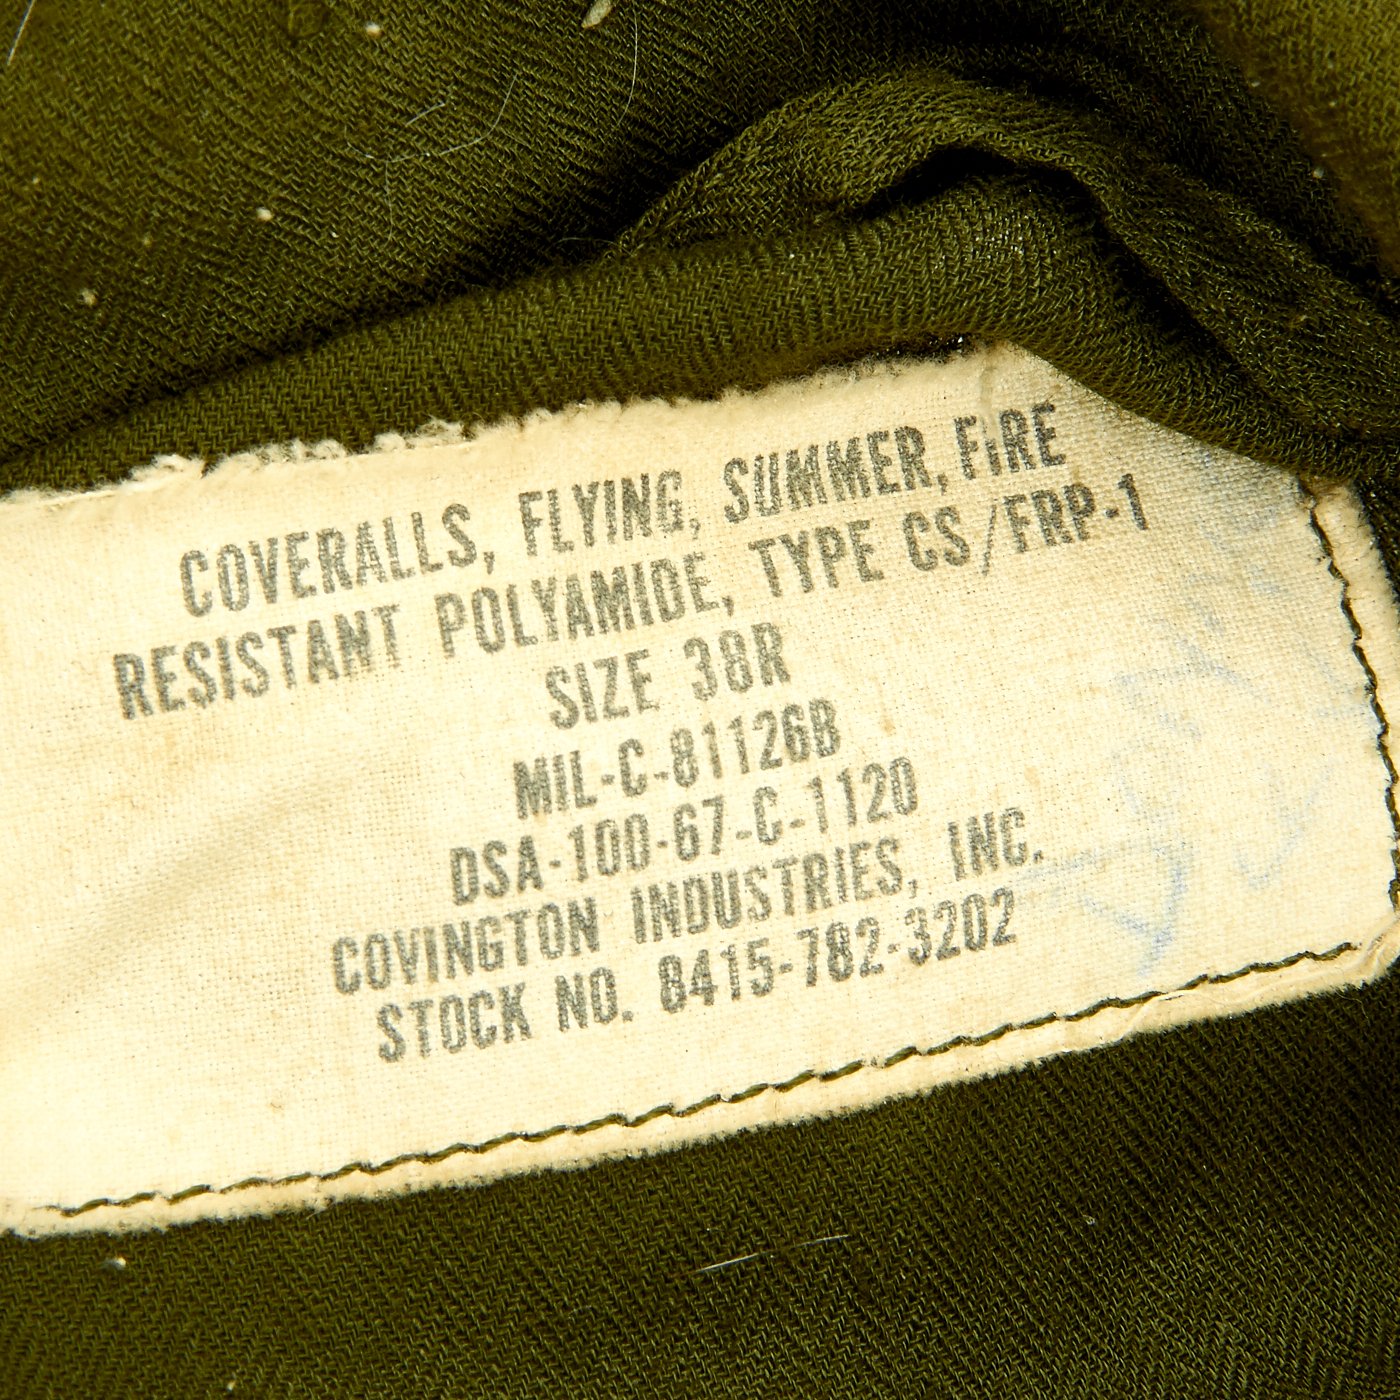 COVERALLS, FLYING, SUMMER, FIRE
RESISTANT POLYAMIDE, TYPE CS/FRP-1
SIZE 38R
MIL-C-81126B
DSA-100-67-C-1120
COVINGTON INDUSTRIES, INC.
STOCK NO. 8415-782-3202